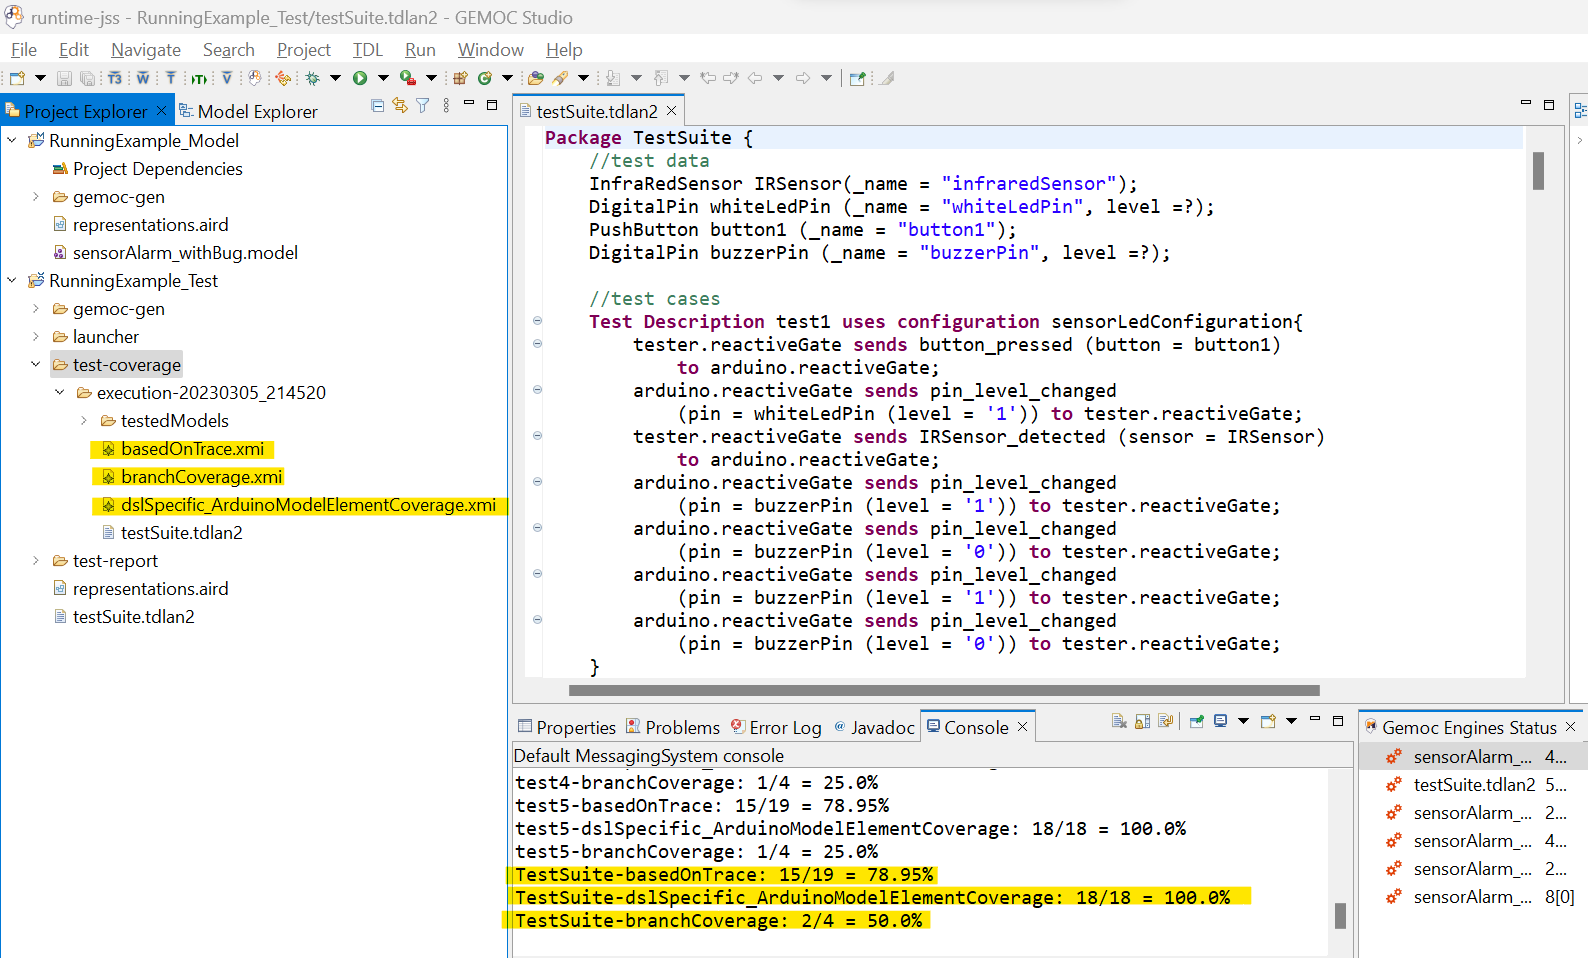 runtime-jss - RunningExample_Test/testSuite.tdlan2 - GEMOC Studio
File Edit Navigate Search Project TDL Run Window Help
T3 W T IT) V
Project Explorer Model Explorer
RunningExample_Model
Project Dependencies
gemoc-gen
representations.aird
sensorAlarm_withBug.model
RunningExample_Test
gemoc-gen
launcher
test-coverage
execution-20230305_214520
testedModels
basedOnTrace.xmi
branchCoverage.xmi
dslSpecific_ArduinoModelElementCoverage.xmi
testSuite.tdlan2
test-report
representations.aird
testSuite.tdlan2
testSuite.tdlan2
Package TestSuite {
//test data
InfraRedSensor IRSensor(_name = "infraredSensor");
DigitalPin whiteLedPin (_name = "whiteLedPin", level =?);
PushButton button1 (_name = "button1");
DigitalPin buzzerPin (_name = "buzzerPin", level =?);
//test cases
Test Description test1 uses configuration sensorLedConfiguration{
tester.reactiveGate sends button_pressed (button = button1)
to arduino.reactiveGate;
arduino.reactiveGate sends pin_level_changed
(pin = whiteLedPin (level = '1')) to tester.reactiveGate;
tester.reactiveGate sends IRSensor_detected (sensor = IRSensor)
to arduino.reactiveGate;
arduino.reactiveGate sends pin_level_changed
(pin = buzzerPin (level = '1')) to tester.reactiveGate;
arduino.reactiveGate sends pin_level_changed
(pin = buzzerPin (level = '0')) to tester.reactiveGate;
arduino.reactiveGate sends pin_level_changed
(pin = buzzerPin (level = '1')) to tester.reactiveGate;
arduino.reactiveGate sends pin_level_changed
(pin = buzzerPin (level = '0')) to tester.reactiveGate;
}
Properties Problems Error Log @ Javadoc Console
Default MessagingSystem console
test4-branchCoverage: 1/4 = 25.0%
test5-basedOnTrace: 15/19 = 78.95%
test5-dslSpecific_ArduinoModelElementCoverage: 18/18 = 100.0%
test5-branchCoverage: 1/4 = 25.0%
TestSuite-basedOnTrace: 15/19 = 78.95%
TestSuite-dslSpecific_ArduinoModelElementCoverage: 18/18 = 100.0%
TestSuite-branchCoverage: 2/4 = 50.0%
Gemoc Engines Status
sensorAlarm_... 4...
testSuite.tdlan2 5...
sensorAlarm_... 2...
sensorAlarm_... 4...
sensorAlarm_... 2...
sensorAlarm_... 8[0]